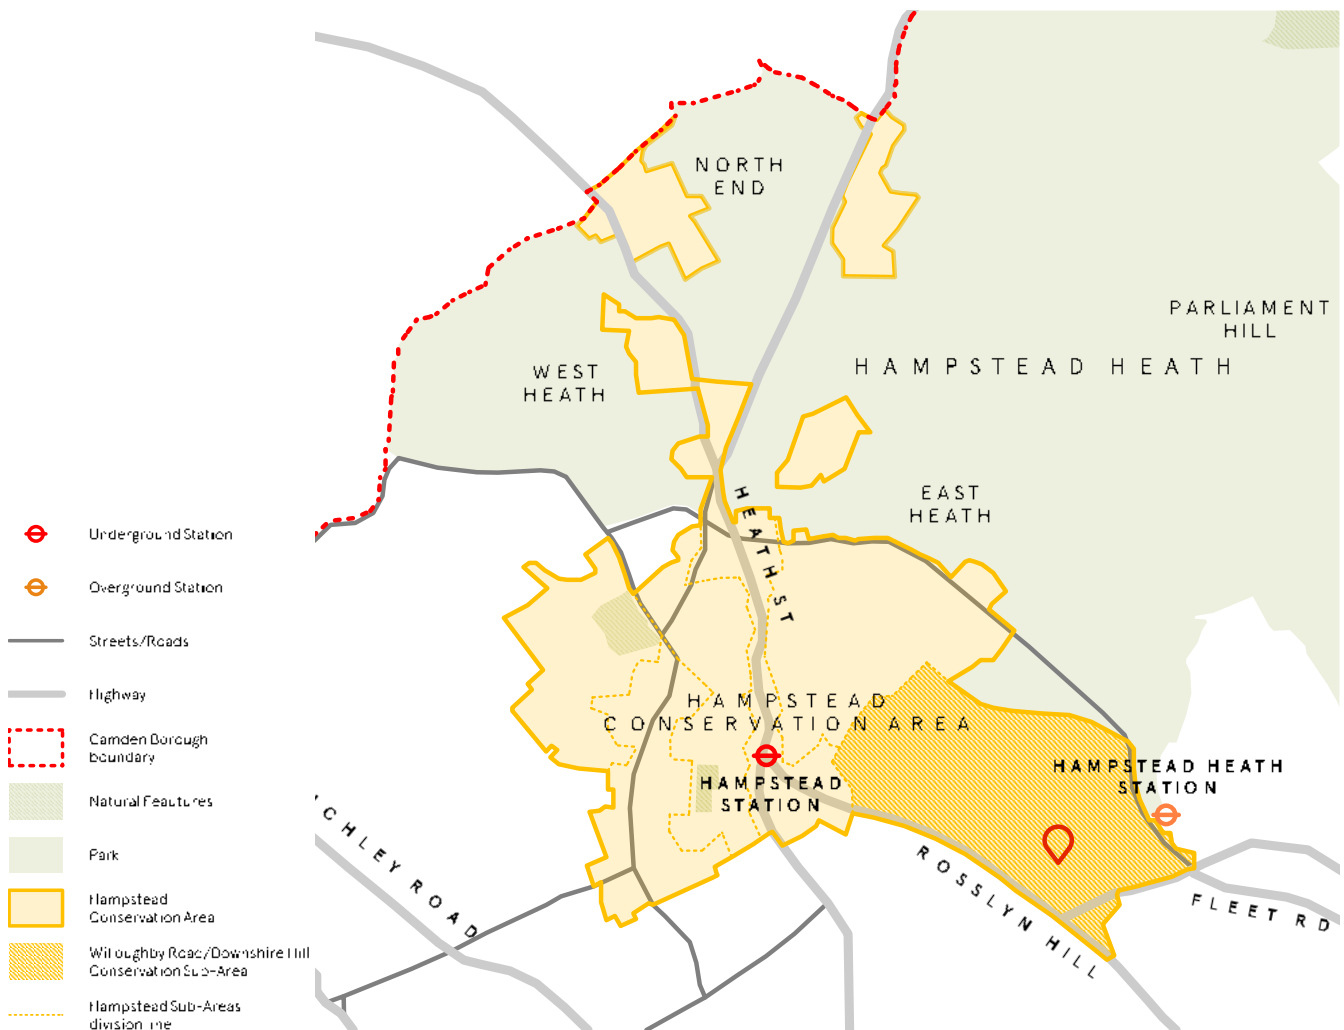 NORTH
END
PARLIAMENT
HILL
HAMPSTEAD HEATH
WEST
HEATH
EAST
HEATH
HEATH ST
HAMPSTEAD
CONSERVATION AREA
HAMPSTEAD HEATH
STATION
HAMPSTEAD
STATION
ROSSLYN HILL
FLEET RD
CHLEY ROAD
Underground Station
Overground Station
Streets/Roads
Highway
Camden Borough
boundary
Natural Feautures
Park
Hampstead
Conservation Area
Willoughby Road/Downshire Hill
Conservation Sub-Area
Hampstead Sub-Areas
division line